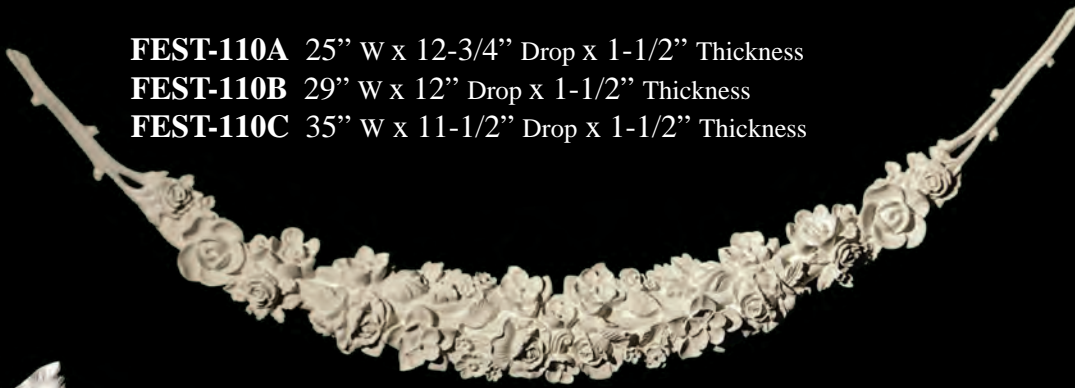 FEST-110A 25” W x 12-3/4” Drop x 1-1/2” Thickness
FEST-110B 29” W x 12” Drop x 1-1/2” Thickness
FEST-110C 35” W x 11-1/2” Drop x 1-1/2” Thickness